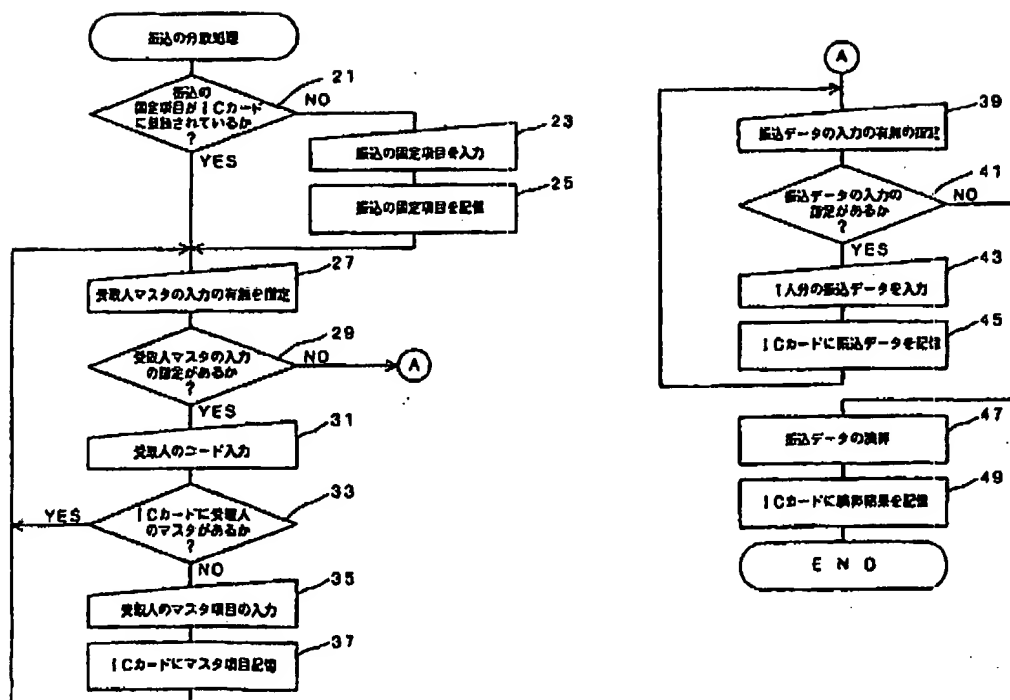 振込の分散処理
21
振込の
固定項目がICカード
に登録されているか
?
NO
YES
23
振込の固定項目を入力
25
振込の固定項目を記憶
27
受取人マスタの入力の有無を指定
29
受取人マスタの入力
の指定があるか
?
NO
A
YES
31
受取人のコード入力
33
ICカードに受取人
のマスタがあるか
?
YES
NO
35
受取人のマスタ項目の入力
37
ICカードにマスタ項目記憶
A
39
振込データの入力の有無の指定
41
振込データの入力の
指定があるか
?
NO
YES
43
1人分の振込データを入力
45
ICカードに振込データを記憶
47
振込データの演算
49
ICカードに演算結果を記憶
END